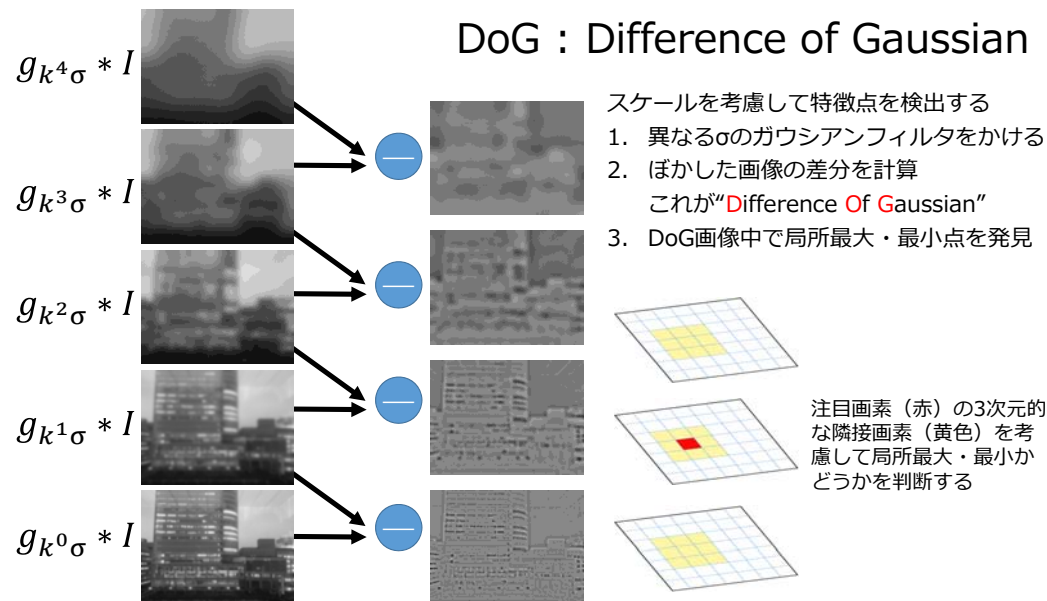 DoG : Difference of Gaussian
スケールを考慮して特徴点を検出する
1. 異なるσのガウシアンフィルタをかける
2. ぼかした画像の差分を計算
これが“Difference Of Gaussian”
3. DoG画像中で局所最大・最小点を発見
注目画素（赤）の3次元的
な隣接画素（黄色）を考
慮して局所最大・最小か
どうかを判断する
$g_{k^4σ} * I$
$g_{k^3σ} * I$
$g_{k^2σ} * I$
$g_{k^1σ} * I$
$g_{k^0σ} * I$
—
—
—
—